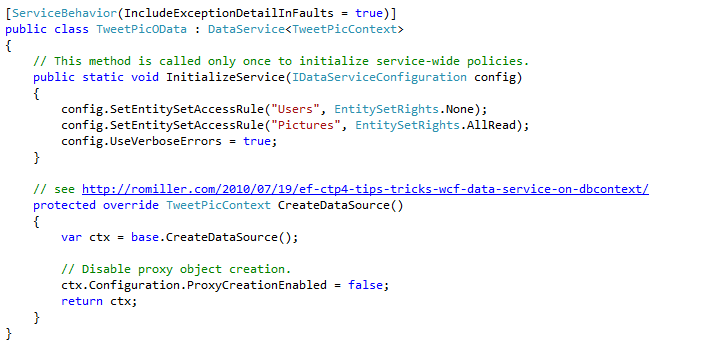 [ServiceBehavior(IncludeExceptionDetailInFaults = true)]
public class TweetPicOData : DataService<TweetPicContext>
{
    // This method is called only once to initialize service-wide policies.
    public static void InitializeService(IDataServiceConfiguration config)
    {
        config.SetEntitySetAccessRule("Users", EntitySetRights.None);
        config.SetEntitySetAccessRule("Pictures", EntitySetRights.AllRead);
        config.UseVerboseErrors = true;
    }

    // see http://romiller.com/2010/07/19/ef-ctp4-tips-tricks-wcf-data-service-on-dbcontext/
    protected override TweetPicContext CreateDataSource()
    {
        var ctx = base.CreateDataSource();

        // Disable proxy object creation.
        ctx.Configuration.ProxyCreationEnabled = false;
        return ctx;
    }
}